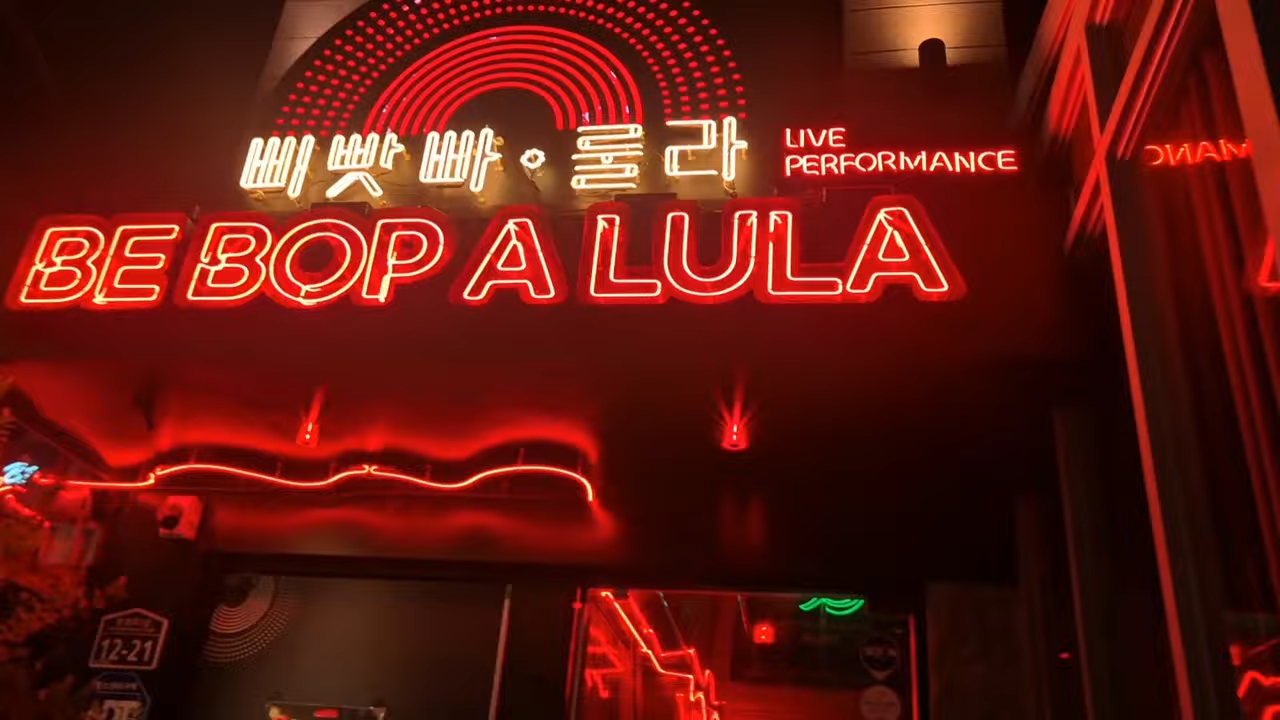 삐빳빠·룰라
LIVE
PERFORMANCE
BE BOP A LULA
12-21